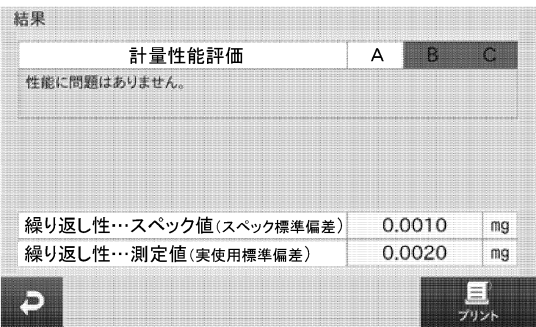 結果
計量性能評価 A B C
性能に問題はありません。
繰り返し性…スペック値(スペック標準偏差) 0.0010 mg
繰り返し性…測定値(実使用標準偏差) 0.0020 mg
プリント